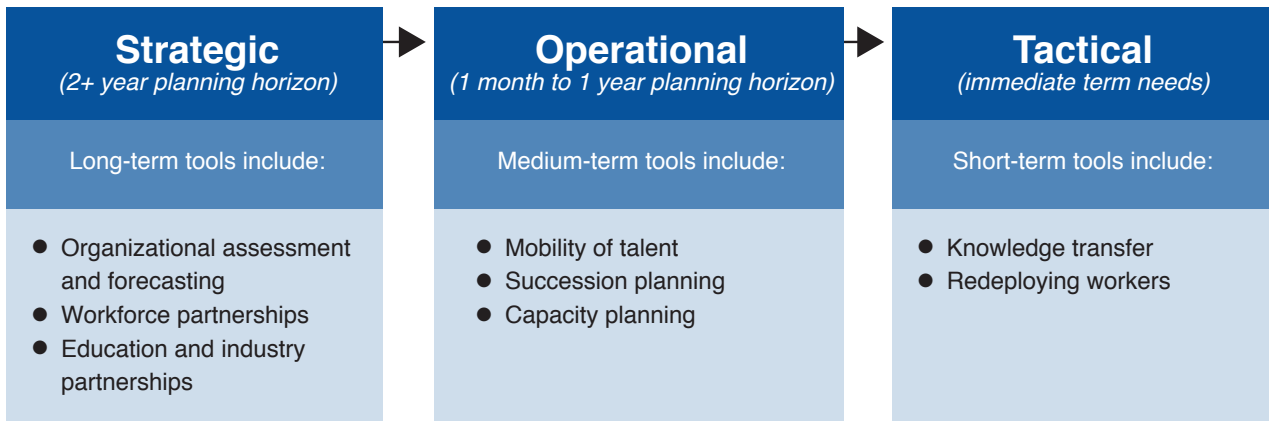 Strategic
(2+ year planning horizon)
Long-term tools include:
● Organizational assessment
and forecasting
● Workforce partnerships
● Education and industry
partnerships
Operational
(1 month to 1 year planning horizon)
Medium-term tools include:
● Mobility of talent
● Succession planning
● Capacity planning
Tactical
(immediate term needs)
Short-term tools include:
● Knowledge transfer
● Redeploying workers